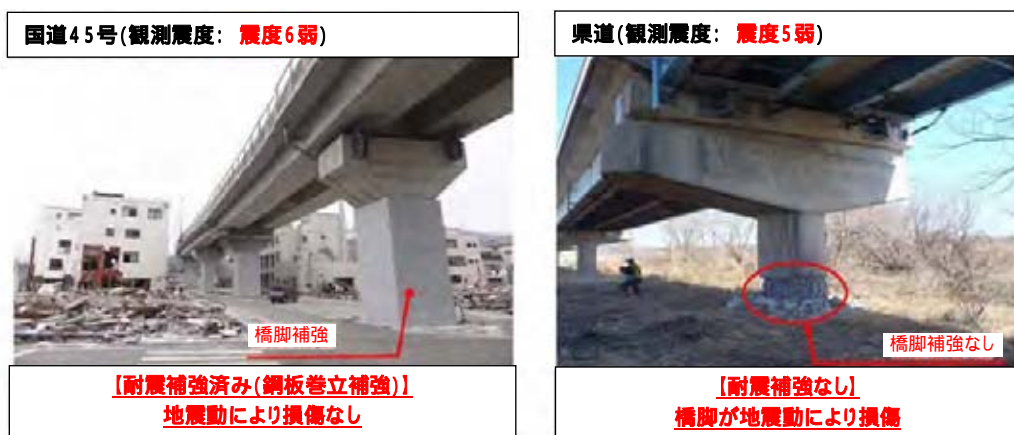 国道45号(観測震度: 震度6弱)
橋脚補強
【耐震補強済み(鋼板巻立補強)】
地震動により損傷なし
県道(観測震度: 震度5弱)
橋脚補強なし
【耐震補強なし】
橋脚が地震動により損傷